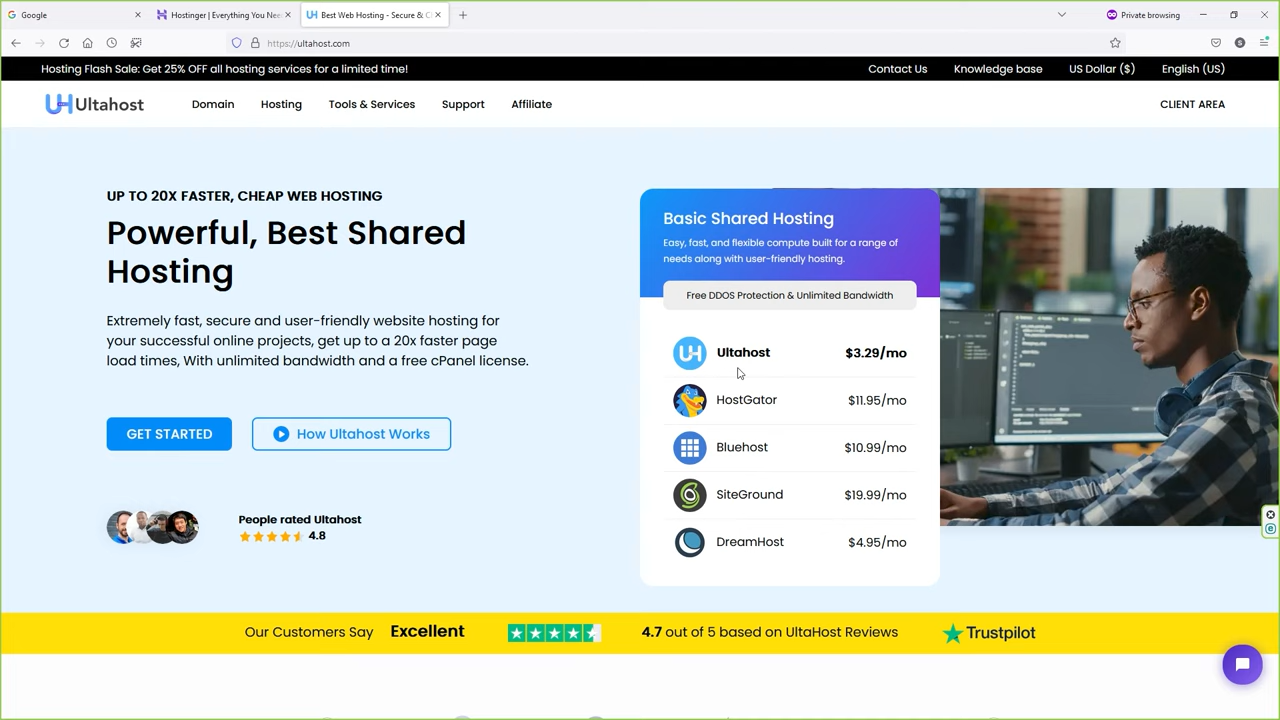 Google
Hostinger | Everything You Nee
Best Web Hosting - Secure & C
Private browsing
https://ultahost.com
Hosting Flash Sale: Get 25% OFF all hosting services for a limited time!
Contact Us
Knowledge base
US Dollar ($)
English (US)
UH Ultahost
Domain
Hosting
Tools & Services
Support
Affiliate
CLIENT AREA
UP TO 20X FASTER, CHEAP WEB HOSTING
Powerful, Best Shared
Hosting
Extremely fast, secure and user-friendly website hosting for
your successful online projects, get up to a 20x faster page
load times, With unlimited bandwidth and a free cPanel license.
GET STARTED
How Ultahost Works
People rated Ultahost
4.8
Basic Shared Hosting
Easy, fast, and flexible compute built for a range of
needs along with user-friendly hosting.
Free DDOS Protection & Unlimited Bandwidth
UH Ultahost $3.29/mo
HostGator $11.95/mo
Bluehost $10.99/mo
SiteGround $19.99/mo
DreamHost $4.95/mo
Our Customers Say Excellent
4.7 out of 5 based on UltaHost Reviews
Trustpilot